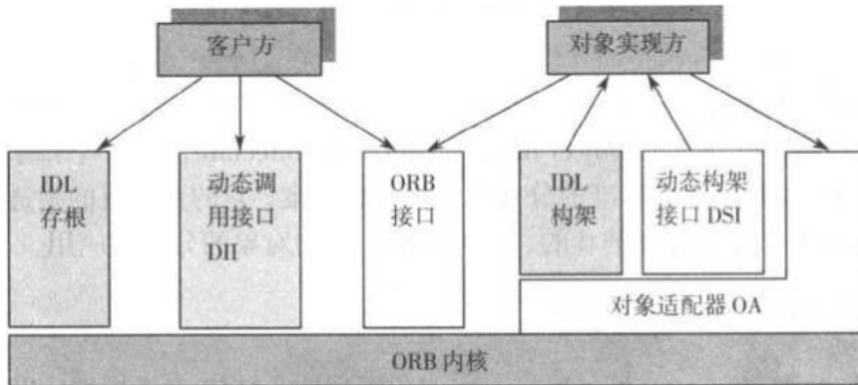 客户方
对象实现方
IDL
存根
动态调
用接口
DII
ORB
接口
IDL
构架
动态构架
接口 DSI
对象适配器 OA
ORB 内核